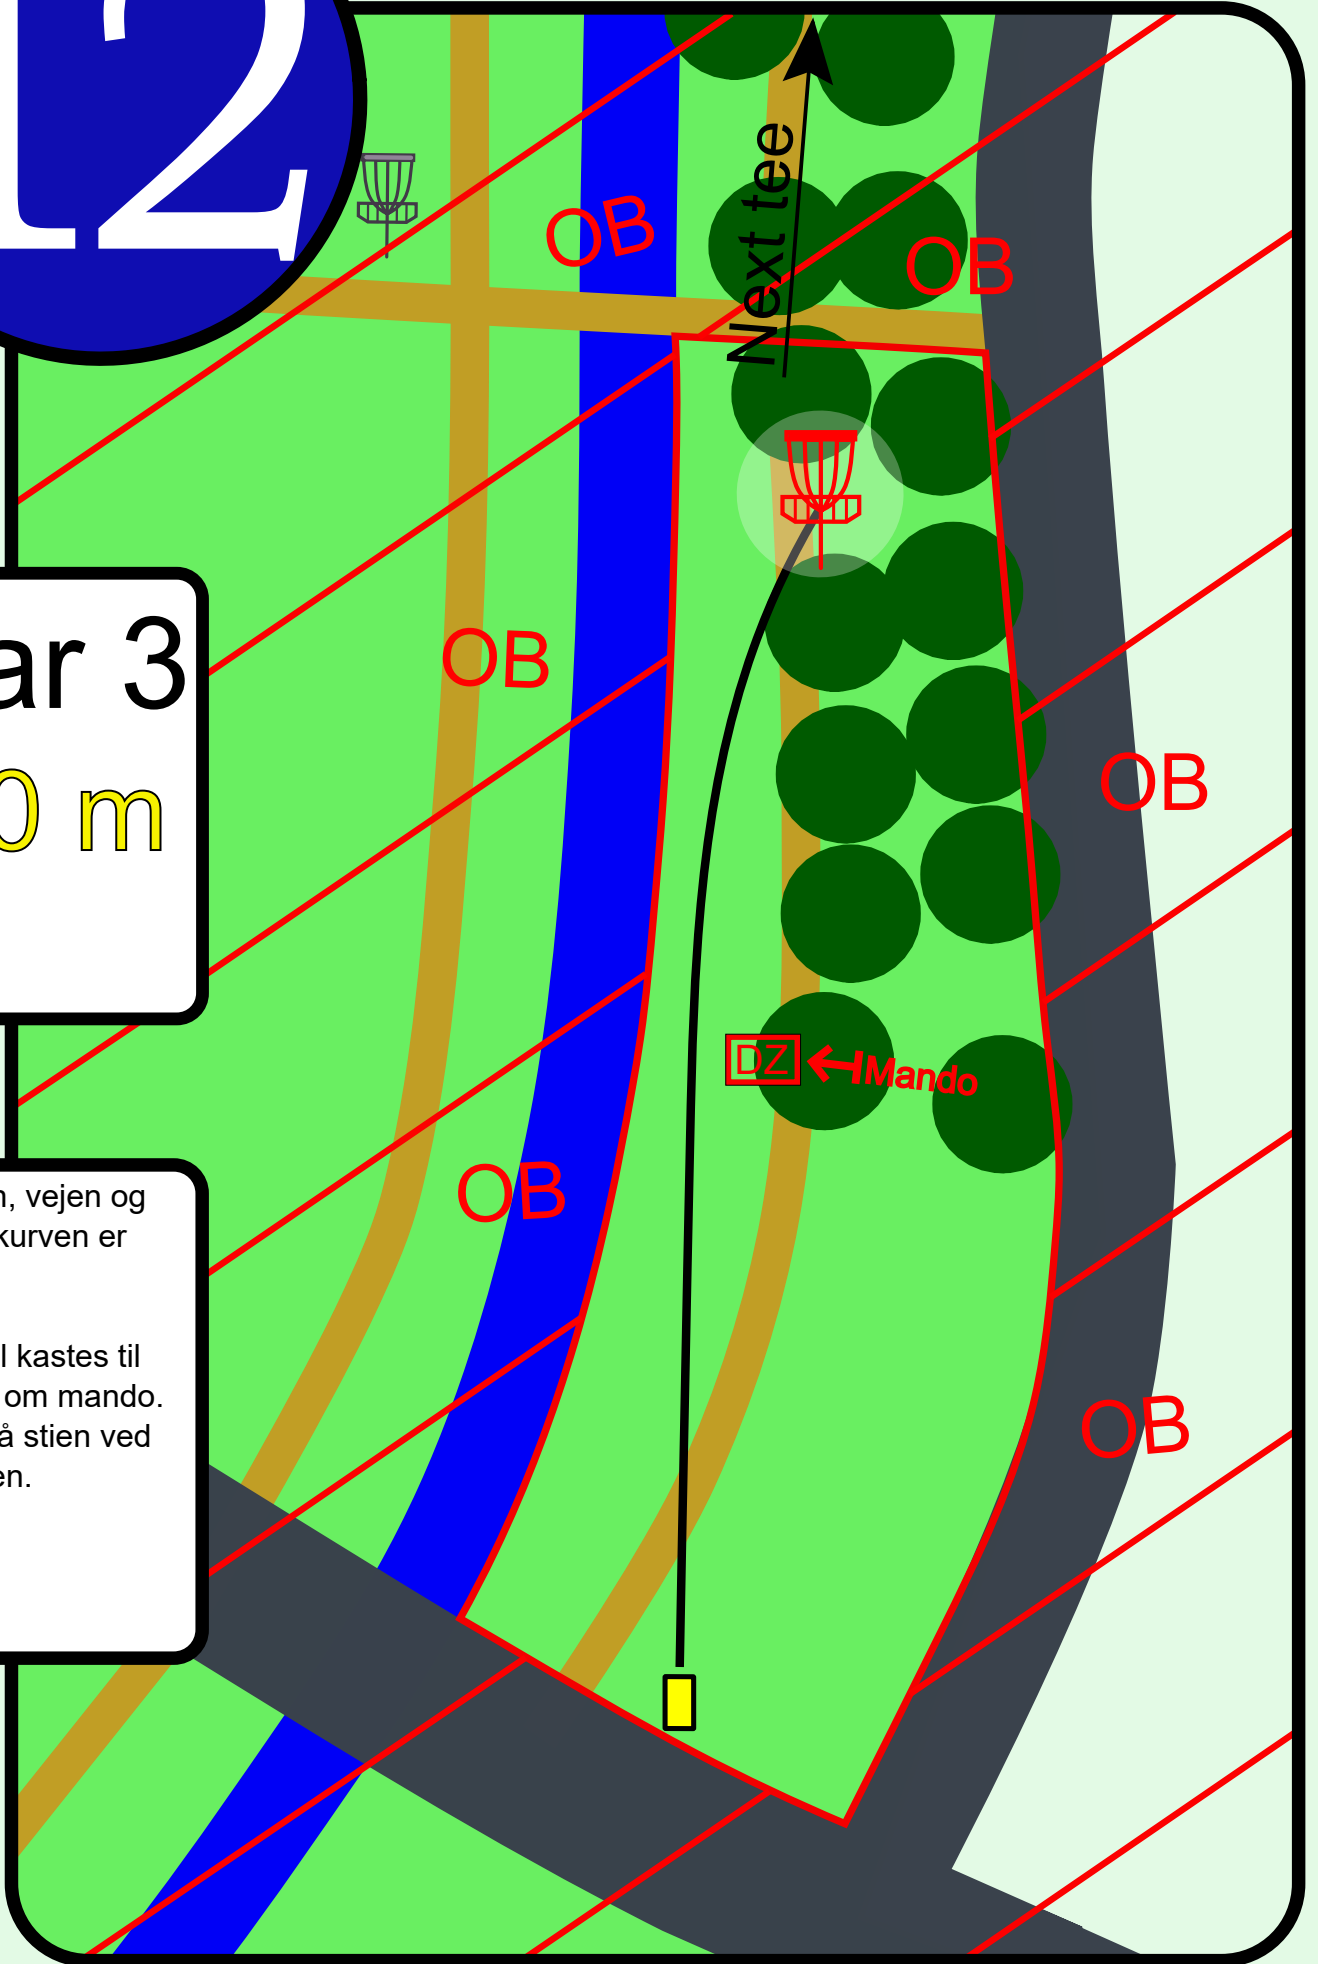 12
Next tee
OB
OB
ar 3
OB
0 m
OB
DZ
Mando
n, vejen og
kurven er
OB
l kastes til
om mando.
å stien ved
en.
OB